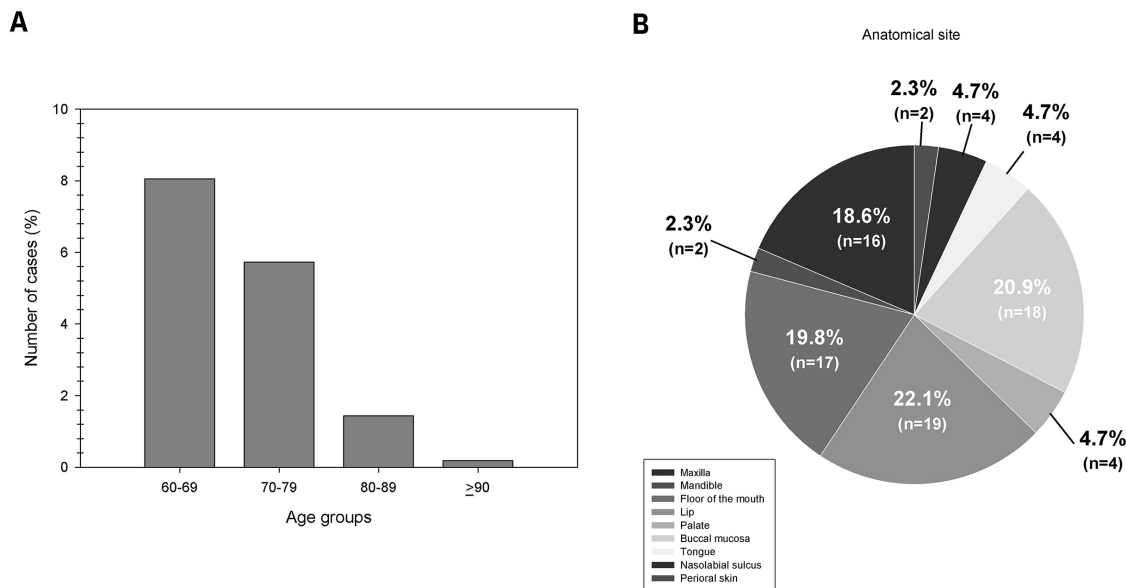 A
B
Anatomical site
10
8
6
4
2
0
Number of cases (%)
60-69
70-79
80-89
≥90
Age groups
2.3%
(n=2)
4.7%
(n=4)
4.7%
(n=4)
20.9%
(n=18)
4.7%
(n=4)
22.1%
(n=19)
19.8%
(n=17)
2.3%
(n=2)
18.6%
(n=16)
Maxilla
Mandible
Floor of the mouth
Lip
Palate
Buccal mucosa
Tongue
Nasolabial sulcus
Perioral skin